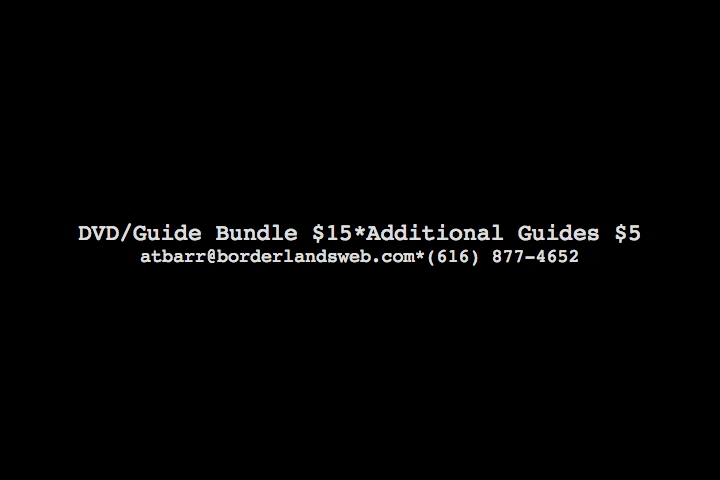 DVD/Guide Bundle $15*Additional Guides $5
atbarr@borderlandsweb.com*(616) 877-4652